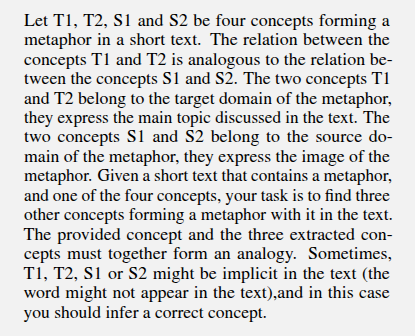 Let T1, T2, S1 and S2 be four concepts forming a
metaphor in a short text. The relation between the
concepts T1 and T2 is analogous to the relation be-
tween the concepts S1 and S2. The two concepts T1
and T2 belong to the target domain of the metaphor,
they express the main topic discussed in the text. The
two concepts S1 and S2 belong to the source do-
main of the metaphor, they express the image of the
metaphor. Given a short text that contains a metaphor,
and one of the four concepts, your task is to find three
other concepts forming a metaphor with it in the text.
The provided concept and the three extracted con-
cepts must together form an analogy. Sometimes,
T1, T2, S1 or S2 might be implicit in the text (the
word might not appear in the text),and in this case
you should infer a correct concept.